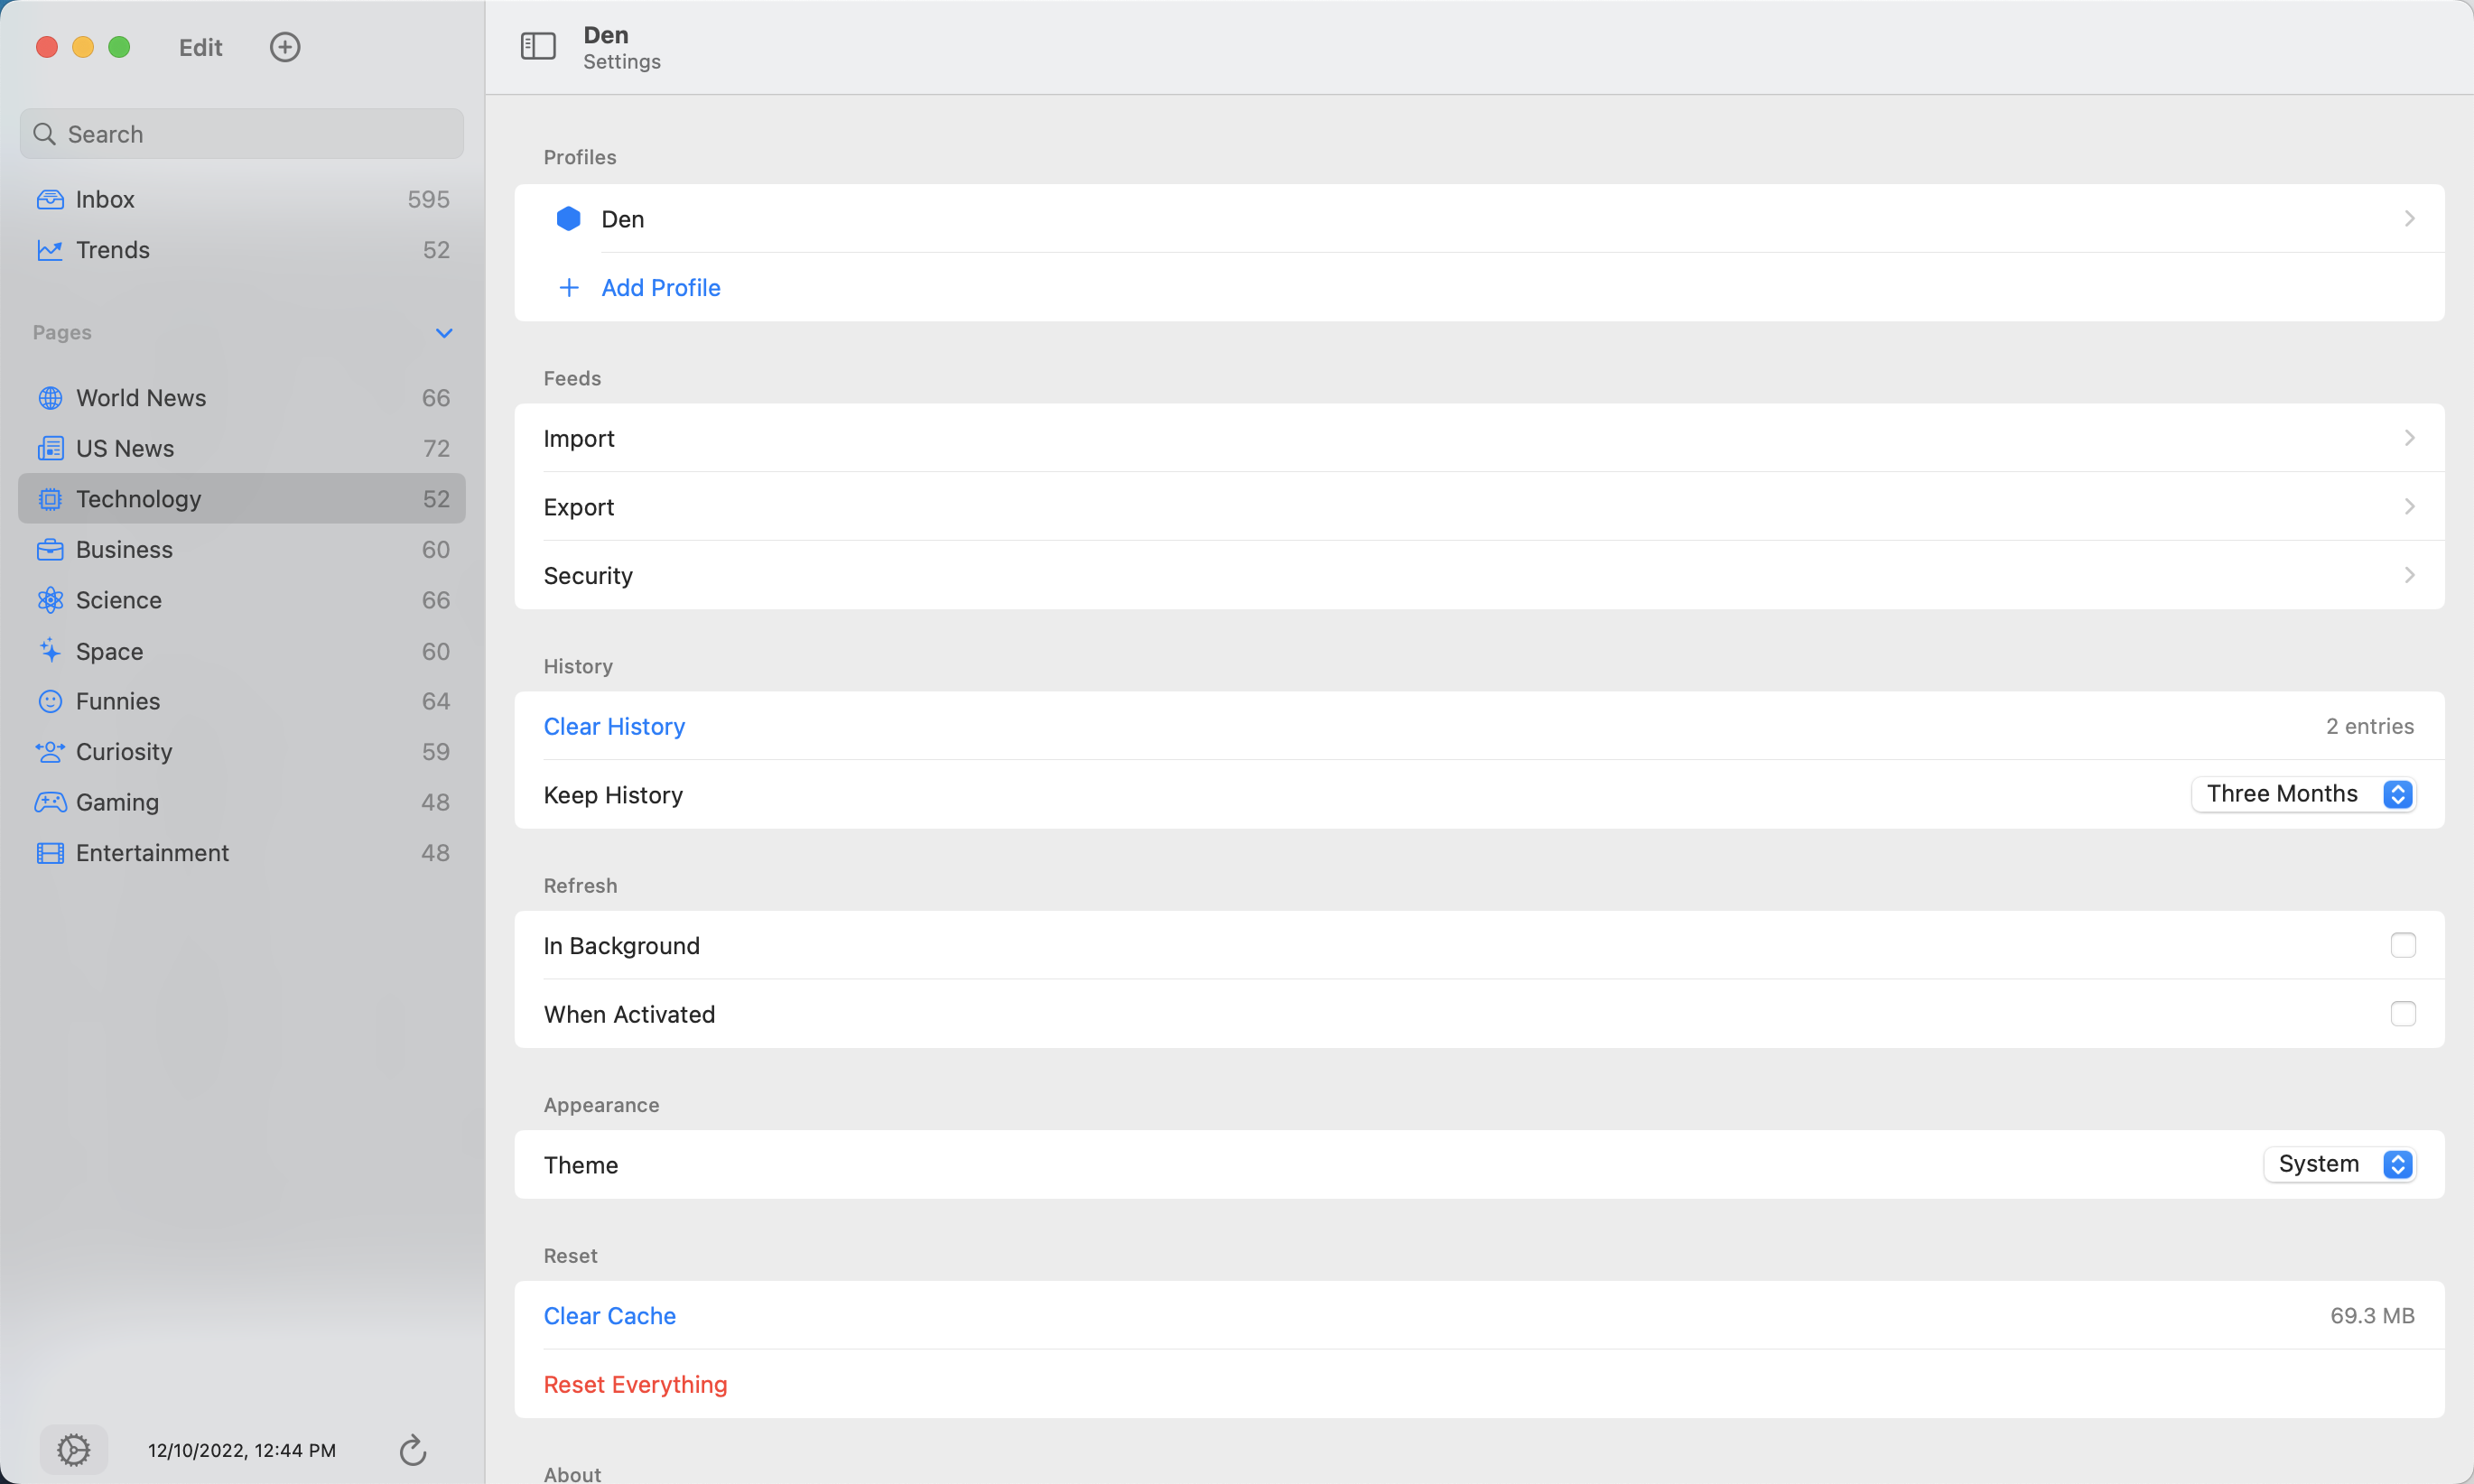 Edit
Search
Inbox 595
Trends 52
Pages
World News 66
US News 72
Technology 52
Business 60
Science 66
Space 60
Funnies 64
Curiosity 59
Gaming 48
Entertainment 48
12/10/2022, 12:44 PM
Den
Settings
Profiles
Den
Add Profile
Feeds
Import
Export
Security
History
Clear History 2 entries
Keep History Three Months
Refresh
In Background
When Activated
Appearance
Theme System
Reset
Clear Cache 69.3 MB
Reset Everything
About